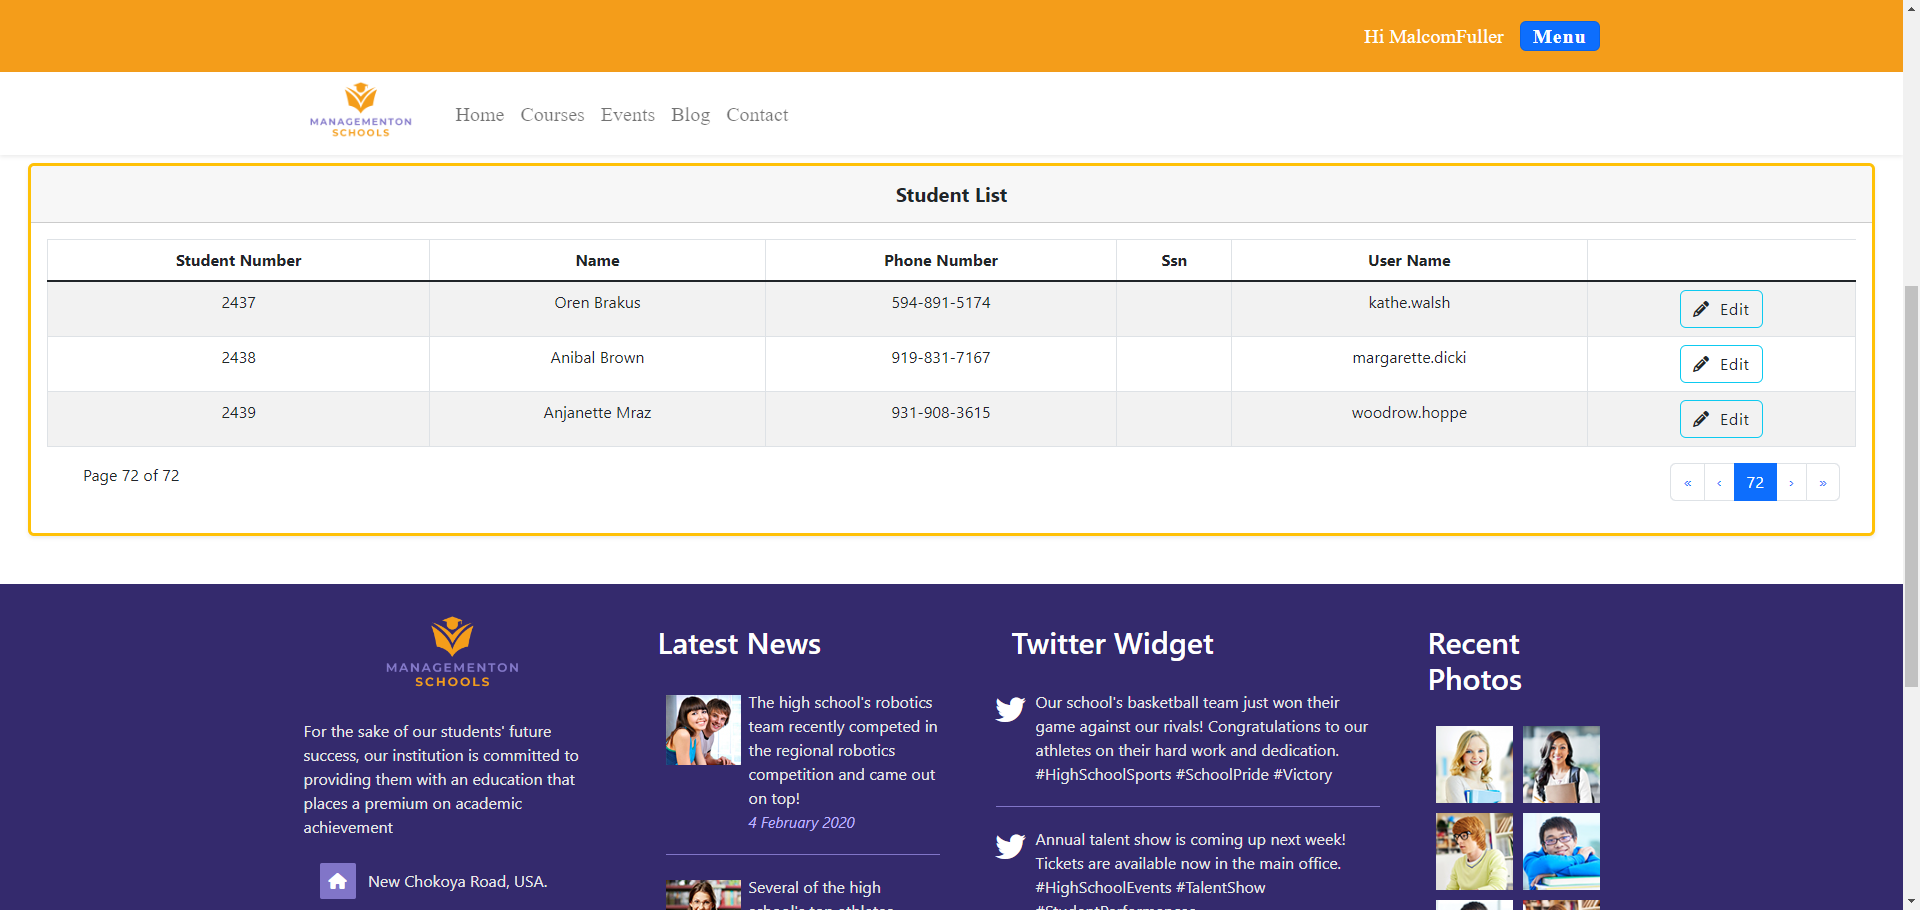 Hi MalcomFuller Menu
MANAGEMENTON
SCHOOLS
Home Courses Events Blog Contact
Student List
Student Number Name Phone Number Ssn User Name
2437 Oren Brakus 594-891-5174 kathe.walsh Edit
2438 Anibal Brown 919-831-7167 margarette.dicki Edit
2439 Anjanette Mraz 931-908-3615 woodrow.hoppe Edit
Page 72 of 72 « ‹ 72 › »
MANAGEMENTON
SCHOOLS
For the sake of our students' future
success, our institution is committed to
providing them with an education that
places a premium on academic
achievement
New Chokoya Road, USA.
Latest News
The high school's robotics
team recently competed in
the regional robotics
competition and came out
on top!
4 February 2020
Several of the high
school's top athletes
Twitter Widget
Our school's basketball team just won their
game against our rivals! Congratulations to our
athletes on their hard work and dedication.
#HighSchoolSports #SchoolPride #Victory
Annual talent show is coming up next week!
Tickets are available now in the main office.
#HighSchoolEvents #TalentShow
#StudentPerformances
Recent
Photos